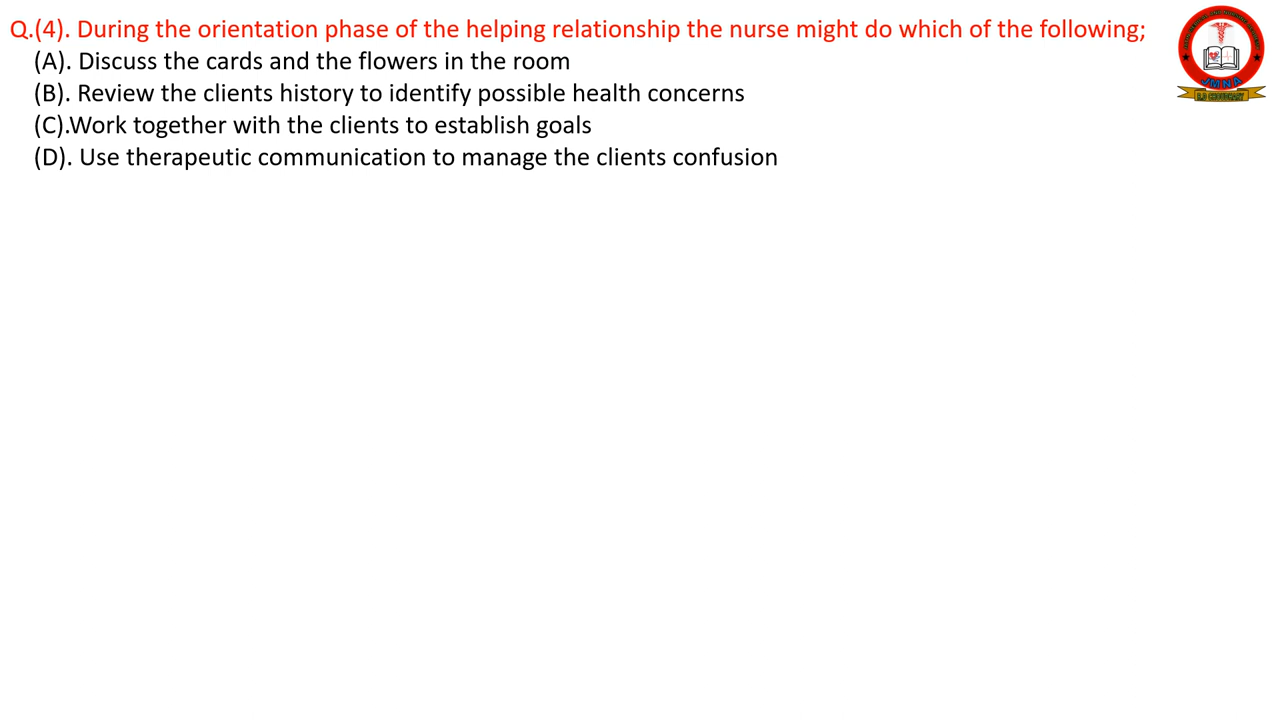 Q.(4). During the orientation phase of the helping relationship the nurse might do which of the following;
(A). Discuss the cards and the flowers in the room
(B). Review the clients history to identify possible health concerns
(C).Work together with the clients to establish goals
(D). Use therapeutic communication to manage the clients confusion
JMNA